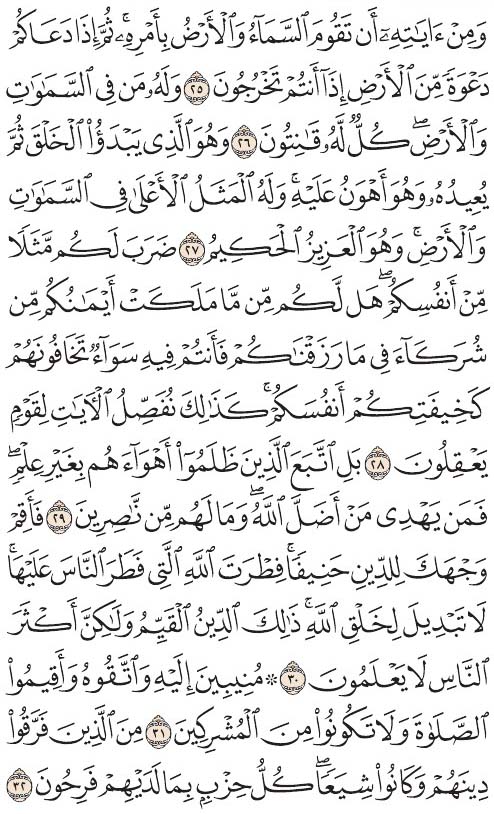 وَمِنْ ءَايَـٰتِهِۦٓ أَن تَقُومَ ٱلسَّمَآءُ وَٱلْأَرْضُ بِأَمْرِهِۦ ۚ ثُمَّ إِذَا دَعَاكُمْ
دَعْوَةً مِّنَ ٱلْأَرْضِ إِذَآ أَنتُمْ تَخْرُجُونَ ٢٥ وَلَهُۥ مَن فِى ٱلسَّمَـٰوَٰتِ
وَٱلْأَرْضِ ۖ كُلٌّ لَّهُۥ قَـٰنِتُونَ ٢٦ وَهُوَ ٱلَّذِى يَبْدَؤُا۟ ٱلْخَلْقَ ثُمَّ
يُعِيدُهُۥ وَهُوَ أَهْوَنُ عَلَيْهِ ۚ وَلَهُ ٱلْمَثَلُ ٱلْأَعْلَىٰ فِى ٱلسَّمَـٰوَٰتِ
وَٱلْأَرْضِ ۚ وَهُوَ ٱلْعَزِيزُ ٱلْحَكِيمُ ٢٧ ضَرَبَ لَكُم مَّثَلًا
مِّنْ أَنفُسِكُمْ ۖ هَل لَّكُم مِّن مَّا مَلَكَتْ أَيْمَـٰنُكُم مِّن
شُرَكَآءَ فِى مَا رَزَقْنَـٰكُمْ فَأَنتُمْ فِيهِ سَوَآءٌ تَخَافُونَهُمْ
كَخِيفَتِكُمْ أَنفُسَكُمْ ۚ كَذَٰلِكَ نُفَصِّلُ ٱلْـَٔايَـٰتِ لِقَوْمٍ
يَعْقِلُونَ ٢٨ بَلِ ٱتَّبَعَ ٱلَّذِينَ ظَلَمُوٓا۟ أَهْوَآءَهُم بِغَيْرِ عِلْمٍ ۖ
فَمَن يَهْدِى مَنْ أَضَلَّ ٱللَّهُ ۖ وَمَا لَهُم مِّن نَّـٰصِرِينَ ٢٩ فَأَقِمْ
وَجْهَكَ لِلدِّينِ حَنِيفًا ۚ فِطْرَتَ ٱللَّهِ ٱلَّتِى فَطَرَ ٱلنَّاسَ عَلَيْهَا ۚ
لَا تَبْدِيلَ لِخَلْقِ ٱللَّهِ ۚ ذَٰلِكَ ٱلدِّينُ ٱلْقَيِّمُ وَلَـٰكِنَّ أَكْثَرَ
ٱلنَّاسِ لَا يَعْلَمُونَ ٣٠ ۞ مُنِيبِينَ إِلَيْهِ وَٱتَّقُوهُ وَأَقِيمُوا۟
ٱلصَّلَوٰةَ وَلَا تَكُونُوا۟ مِنَ ٱلْمُشْرِكِينَ ٣١ مِنَ ٱلَّذِينَ فَرَّقُوا۟
دِينَهُمْ وَكَانُوا۟ شِيَعًا ۖ كُلُّ حِزْبٍۭ بِمَا لَدَيْهِمْ فَرِحُونَ ٣٢